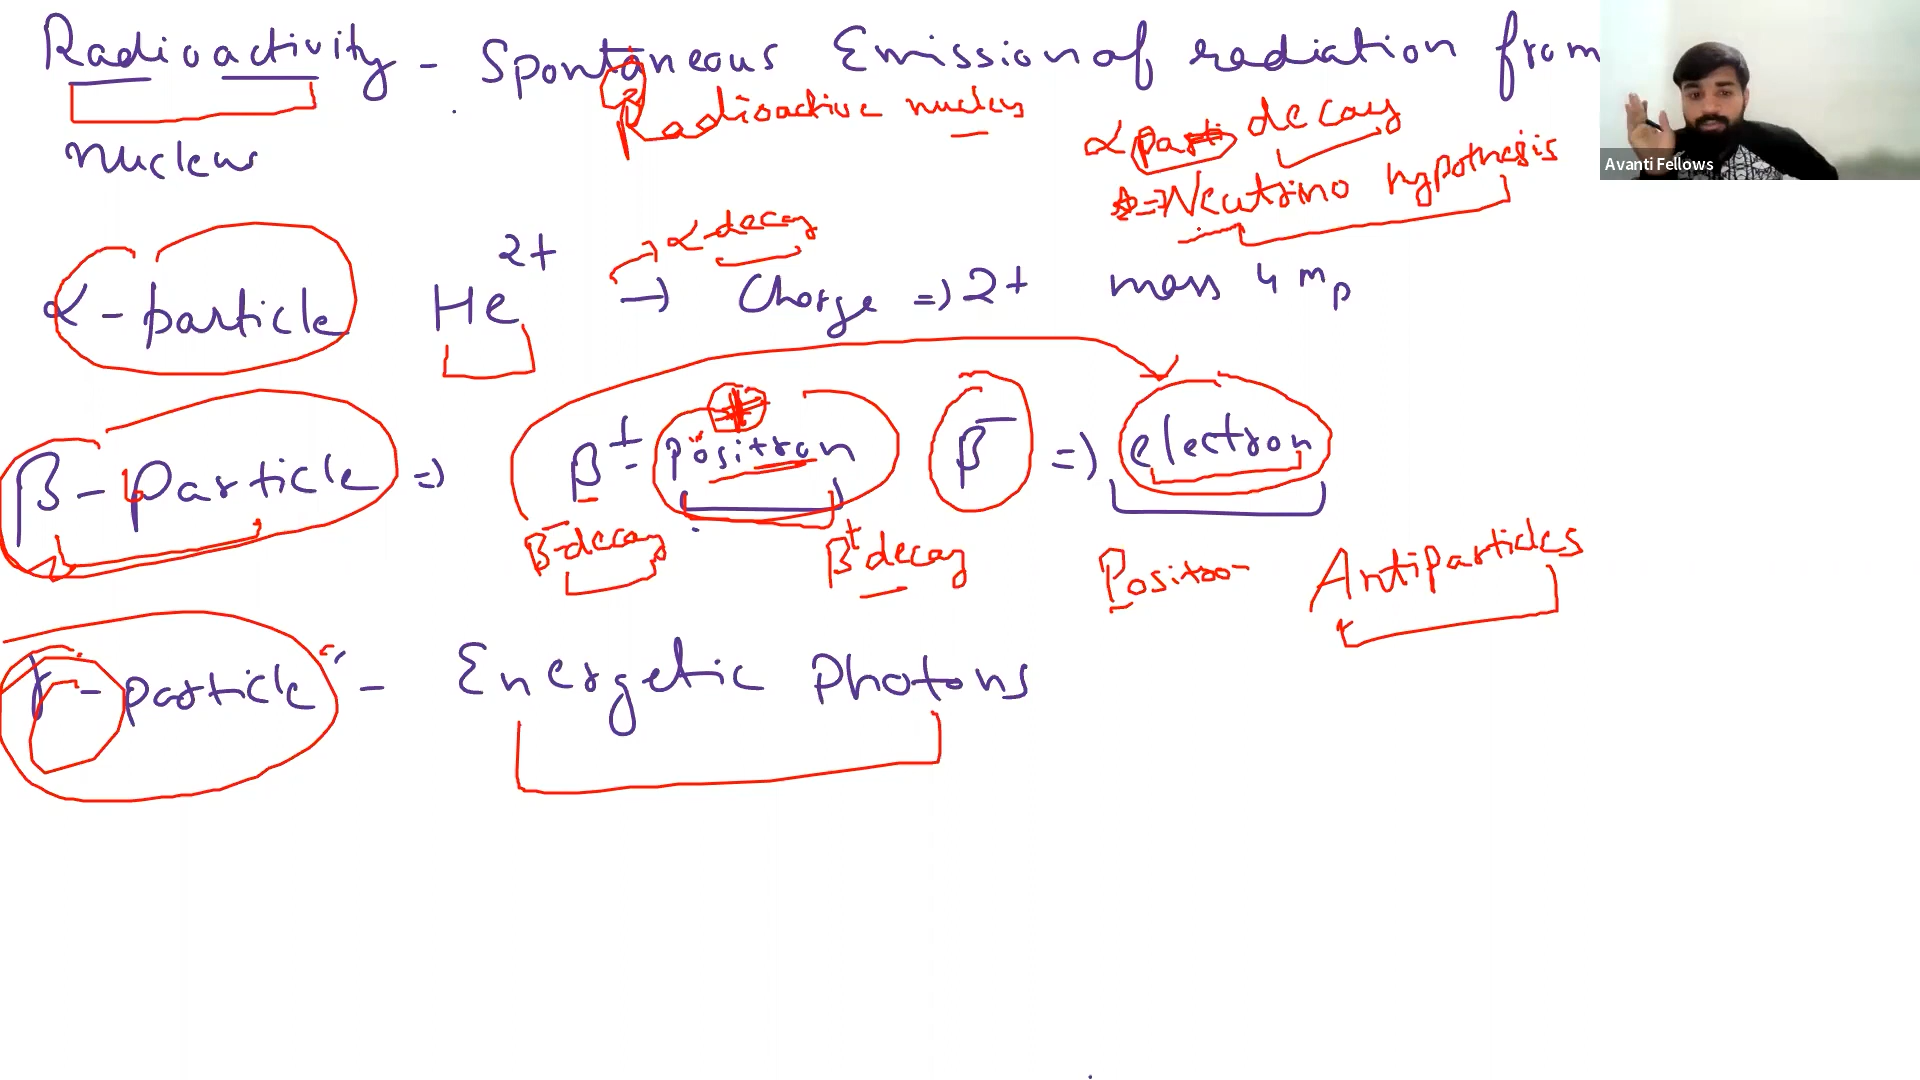 Radioactivity - Spontaneous Emission of radiation from
Radioactive nucleus
nucleus
α decay
⇒ Neutrino hypothesis
Avanti Fellows
α decay
α - particle He 2+ → Charge ⇒ 2+ mass 4 mp
β - Particle ⇒ β+ - positron β- ⇒ electron
β- decay β+ decay Positron Antiparticles
γ - particle" - Energetic Photons